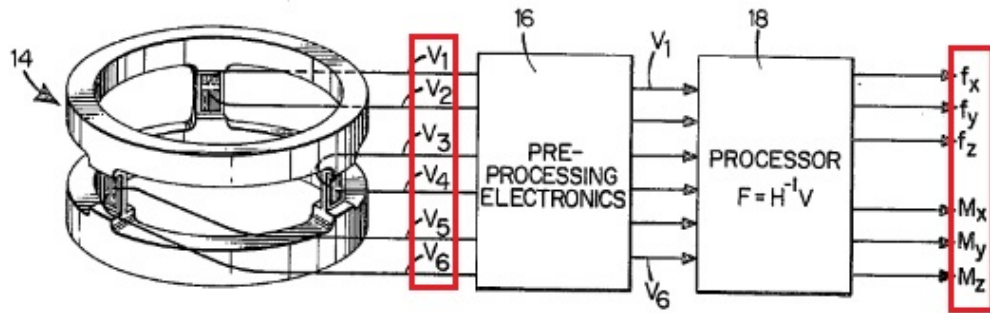 14
V1
V2
V3
V4
V5
V6
16
PRE-
PROCESSING
ELECTRONICS
V1
V6
18
PROCESSOR
F = H⁻¹ V
fx
fy
fz
Mx
My
Mz